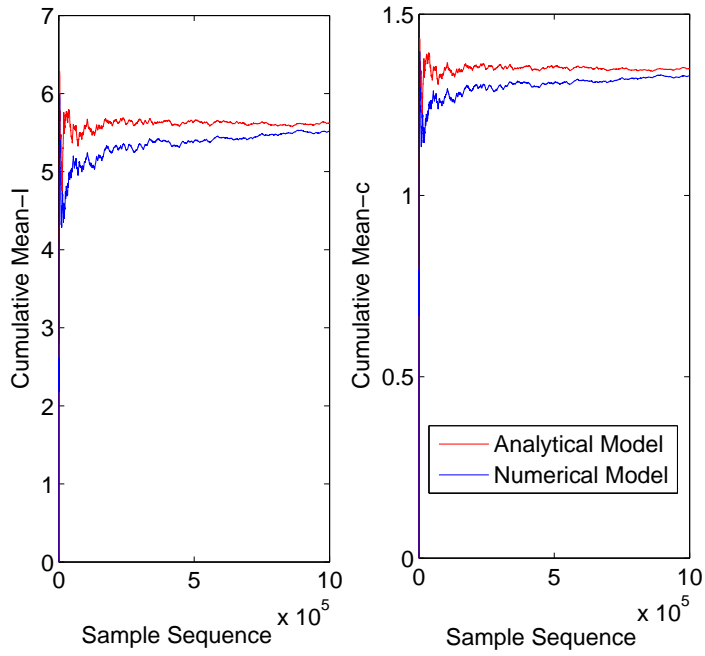 7
6
5
4
3
2
1
0
Cumulative Mean-I
0
5
10
x 10^5
Sample Sequence
1.5
1
0.5
0
Cumulative Mean-c
Analytical Model
Numerical Model
0
5
10
x 10^5
Sample Sequence